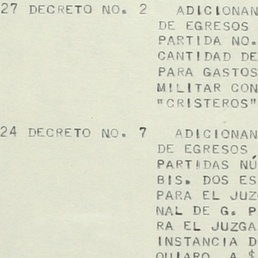 27 DECRETO NO. 2 ADICIONAN
DE EGRESOS
PARTIDA NO.
CANTIDAD DE
PARA GASTOS
MILITAR CON
"CRISTEROS"
24 DECRETO NO. 7 ADICIONAN
DE EGRESOS
PARTIDAS NÚ
BIS. DOS ES
PARA EL JUZ
NAL DE G. P
RA EL JUZGA
INSTANCIA D
QUIARO, A $